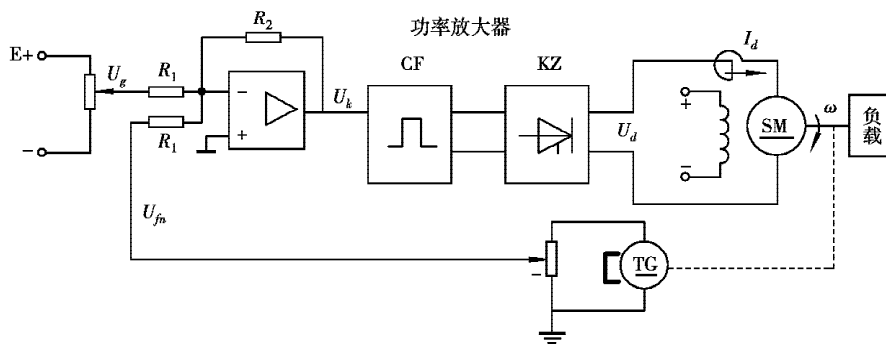 功率放大器
E+
U_g
R_1
R_2
−
+
U_k
CF
KZ
U_d
I_d
+
−
SM
ω
负载
−
R_1
U_fn
−
TG